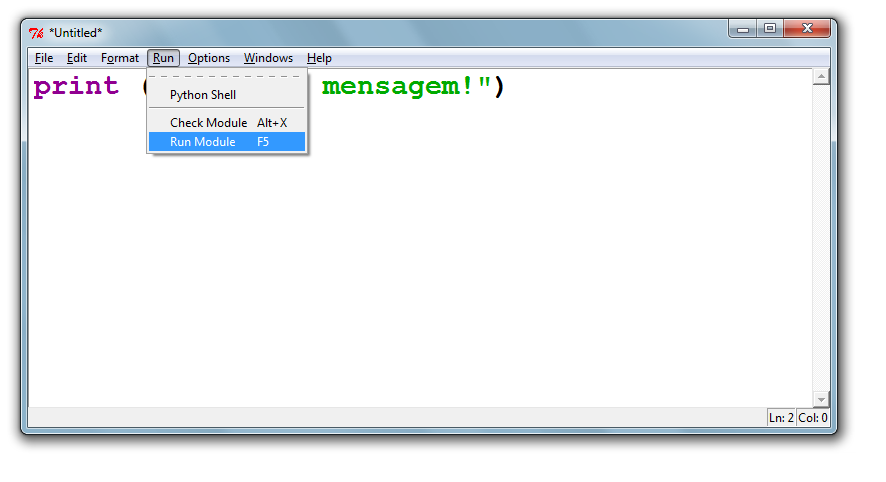 *Untitled*
File Edit Format Run Options Windows Help
print ( mensagem!")
Python Shell
Check Module Alt+X
Run Module F5
Ln: 2 Col: 0